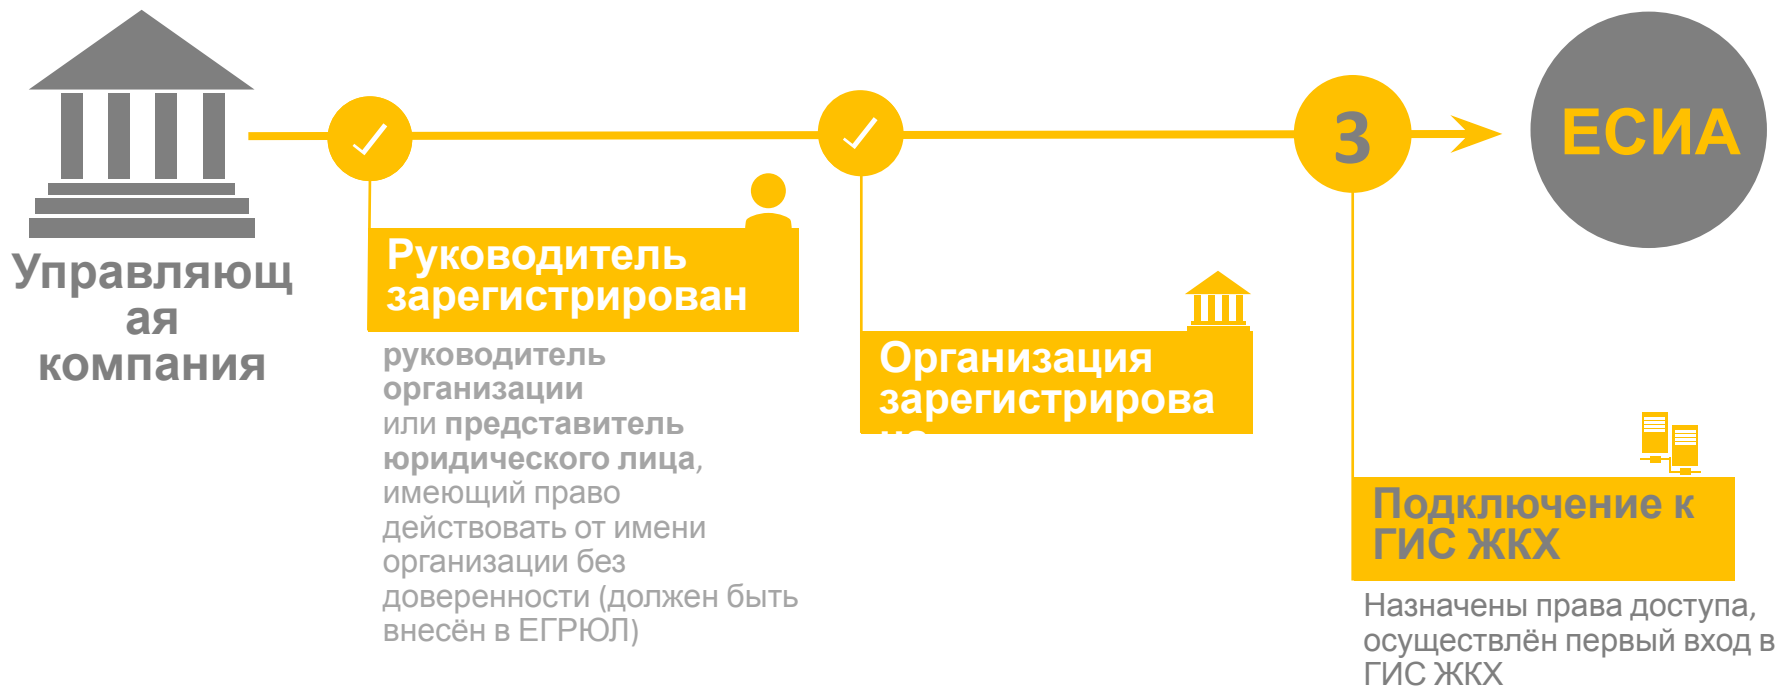 Управляющ
ая
компания
Руководитель
зарегистрирован
руководитель
организации
или представитель
юридического лица,
имеющий право
действовать от имени
организации без
доверенности (должен быть
внесён в ЕГРЮЛ)
Организация
зарегистрирова
на
3
Подключение к
ГИС ЖКХ
Назначены права доступа,
осуществлён первый вход в
ГИС ЖКХ
ЕСИА